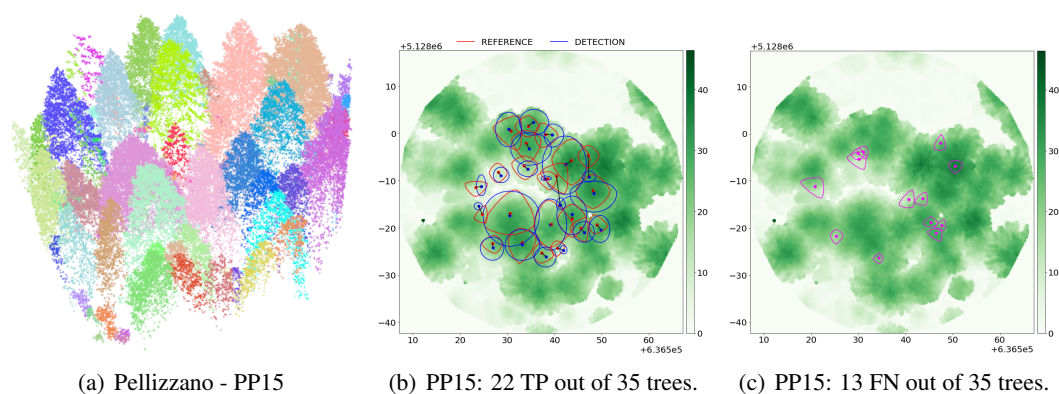 REFERENCE DETECTION
+5.128e6
10
0
−10
−20
−30
−40
10 20 30 40 50 60
+6.365e5
40
30
20
10
0
+5.128e6
10
0
−10
−20
−30
−40
10 20 30 40 50 60
+6.365e5
40
30
20
10
0
(a) Pellizzano - PP15
(b) PP15: 22 TP out of 35 trees.
(c) PP15: 13 FN out of 35 trees.